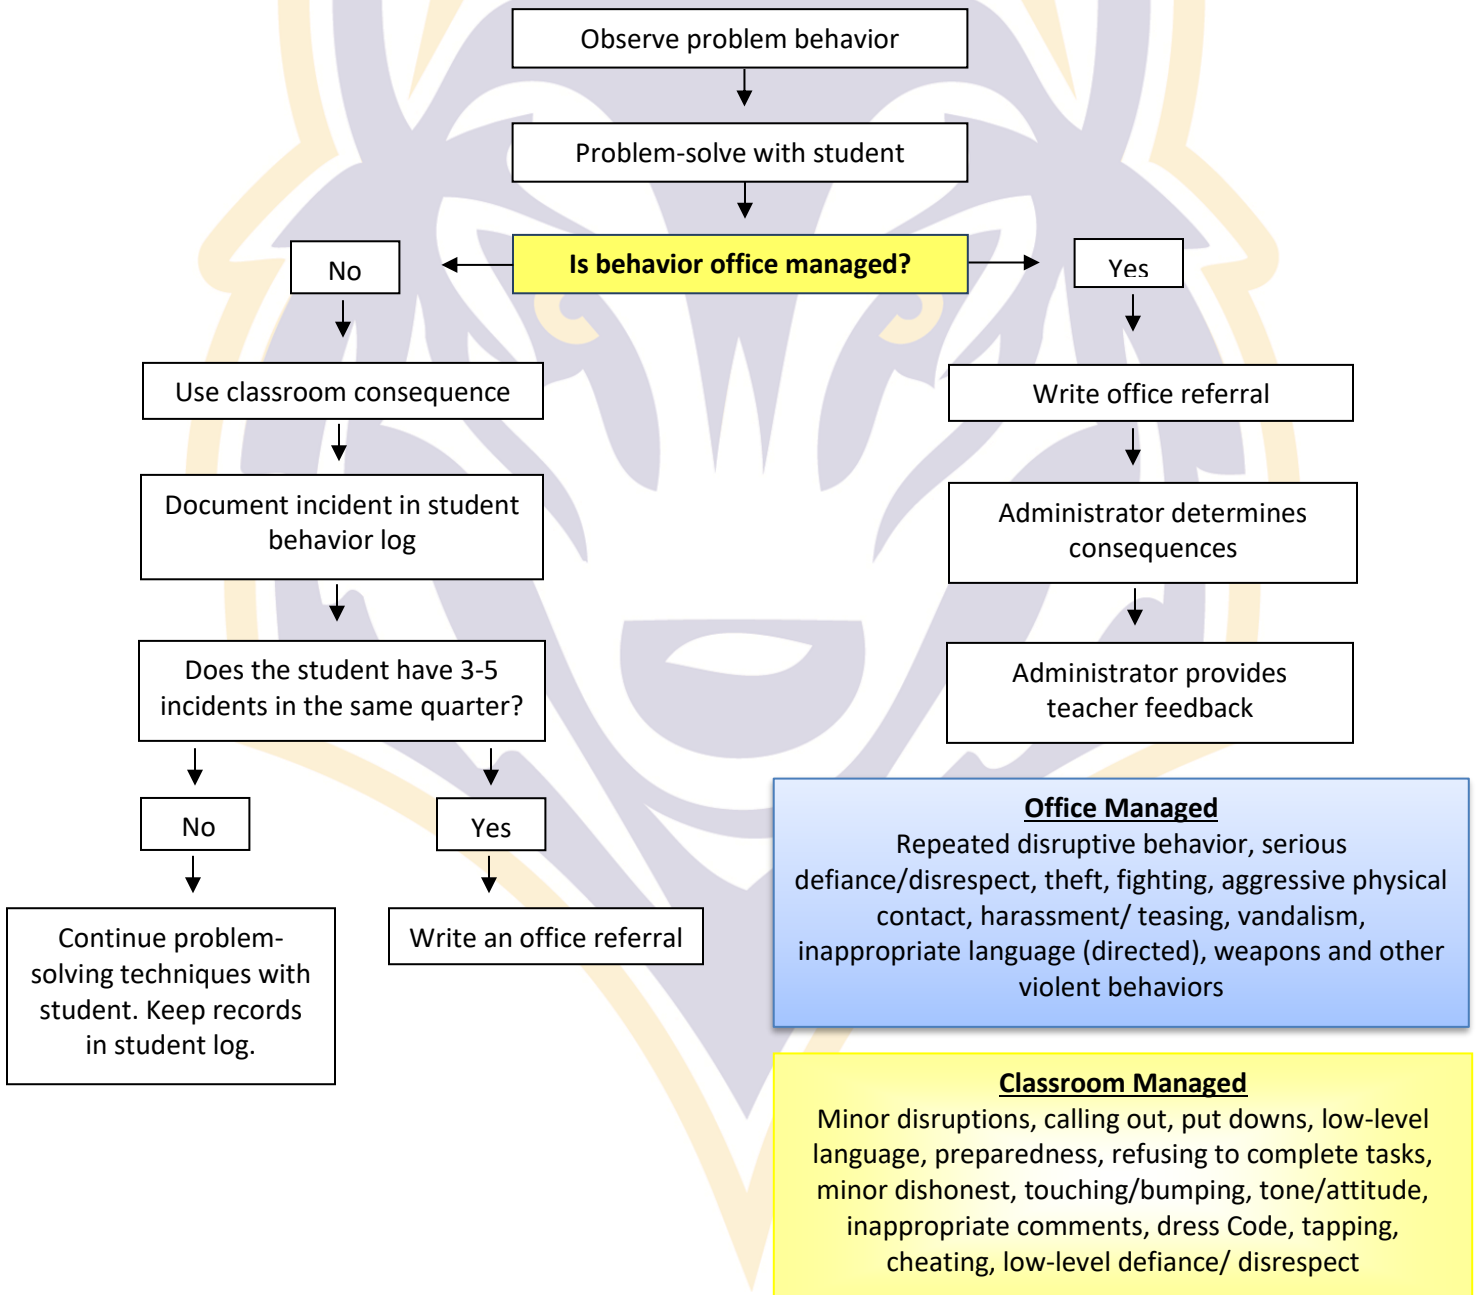 Observe problem behavior
Problem-solve with student
No
Is behavior office managed?
Yes
Use classroom consequence
Write office referral
Document incident in student
behavior log
Administrator determines
consequences
Does the student have 3-5
incidents in the same quarter?
Administrator provides
teacher feedback
No
Yes
Continue problem-
solving techniques with
student. Keep records
in student log.
Write an office referral
Office Managed
Repeated disruptive behavior, serious
defiance/disrespect, theft, fighting, aggressive physical
contact, harassment/ teasing, vandalism,
inappropriate language (directed), weapons and other
violent behaviors
Classroom Managed
Minor disruptions, calling out, put downs, low-level
language, preparedness, refusing to complete tasks,
minor dishonest, touching/bumping, tone/attitude,
inappropriate comments, dress Code, tapping,
cheating, low-level defiance/ disrespect